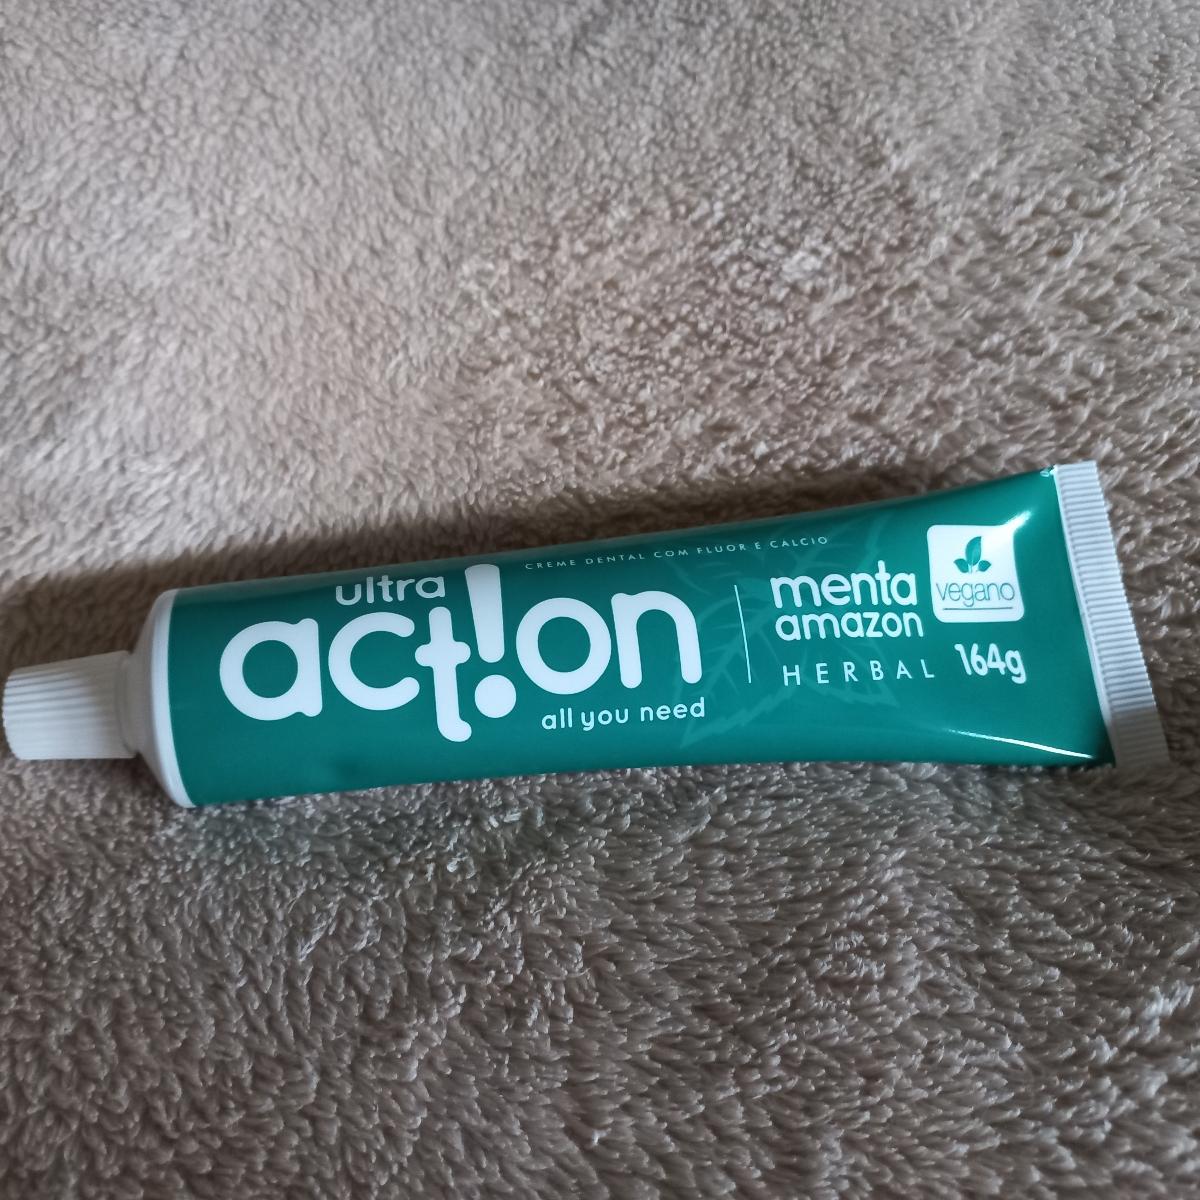 CREME DENTAL COM FLUOR E CALCIO
ultra
act!on
all you need
menta
amazon
HERBAL
vegano
164g